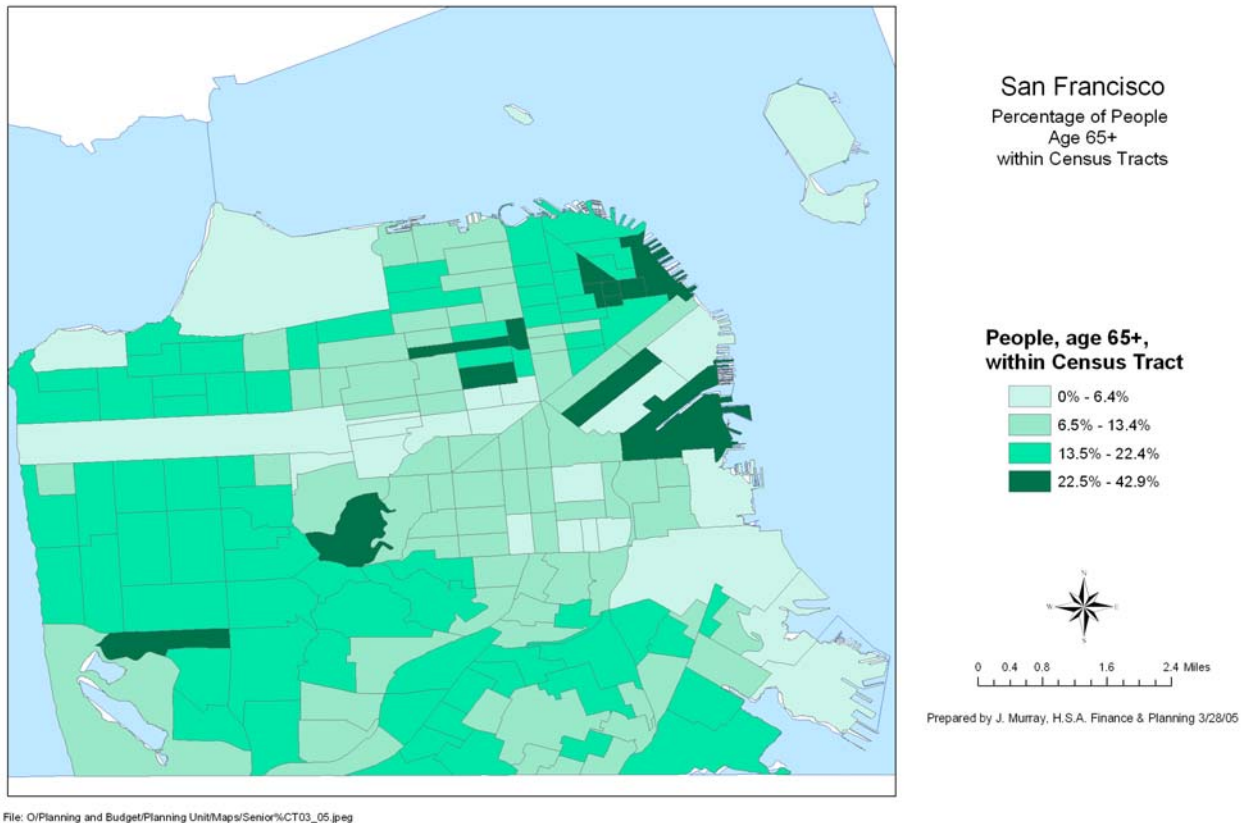 San Francisco
Percentage of People
Age 65+
within Census Tracts
People, age 65+,
within Census Tract
0% - 6.4%
6.5% - 13.4%
13.5% - 22.4%
22.5% - 42.9%
N
W
E
S
0 0.4 0.8 1.6 2.4 Miles
Prepared by J. Murray, H.S.A. Finance & Planning 3/28/05
File: O/Planning and Budget/Planning Unit/Maps/Senior%CT03_05.jpeg